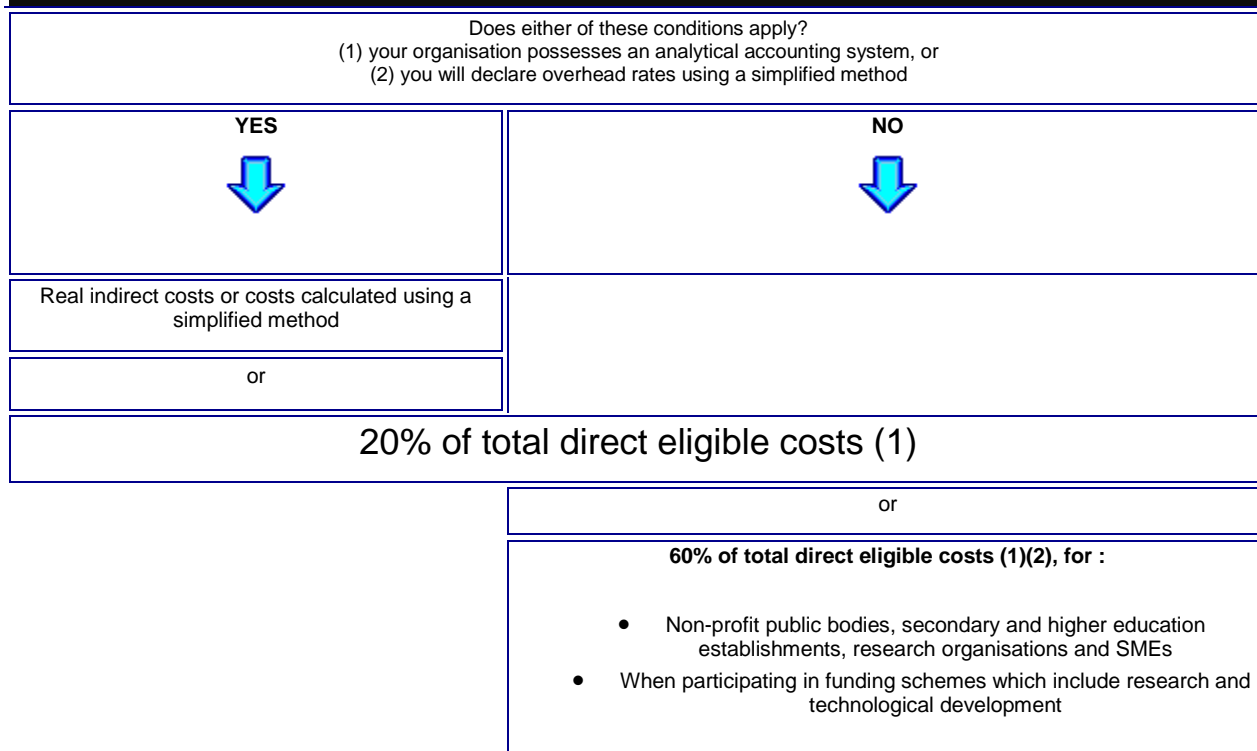 Does either of these conditions apply?
(1) your organisation possesses an analytical accounting system, or
(2) you will declare overhead rates using a simplified method
YES
NO
Real indirect costs or costs calculated using a
simplified method
or
20% of total direct eligible costs (1)
or
60% of total direct eligible costs (1)(2), for :
• Non-profit public bodies, secondary and higher education
establishments, research organisations and SMEs
• When participating in funding schemes which include research and
technological development